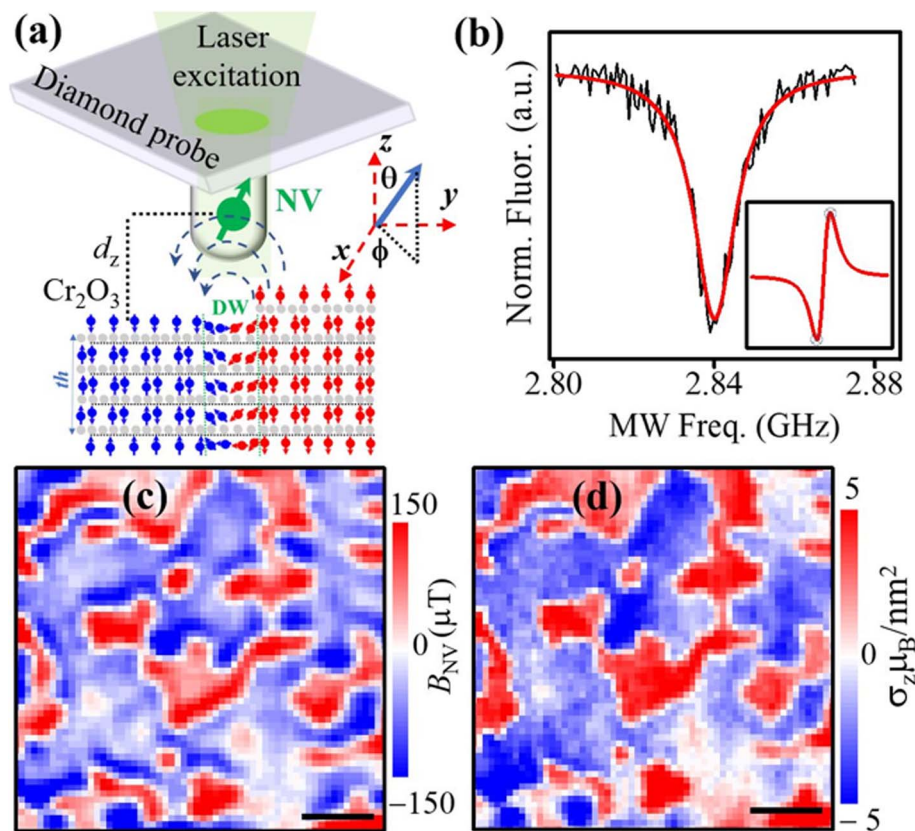 (a)
Laser
excitation
Diamond probe
NV
z
θ
y
x
ϕ
d_z
Cr₂O₃
DW
th
(b)
Norm. Fluor. (a.u.)
2.80
2.84
2.88
MW Freq. (GHz)
(c)
150
0
−150
B_NV (μT)
(d)
5
0
−5
σ_z μ_B/nm²